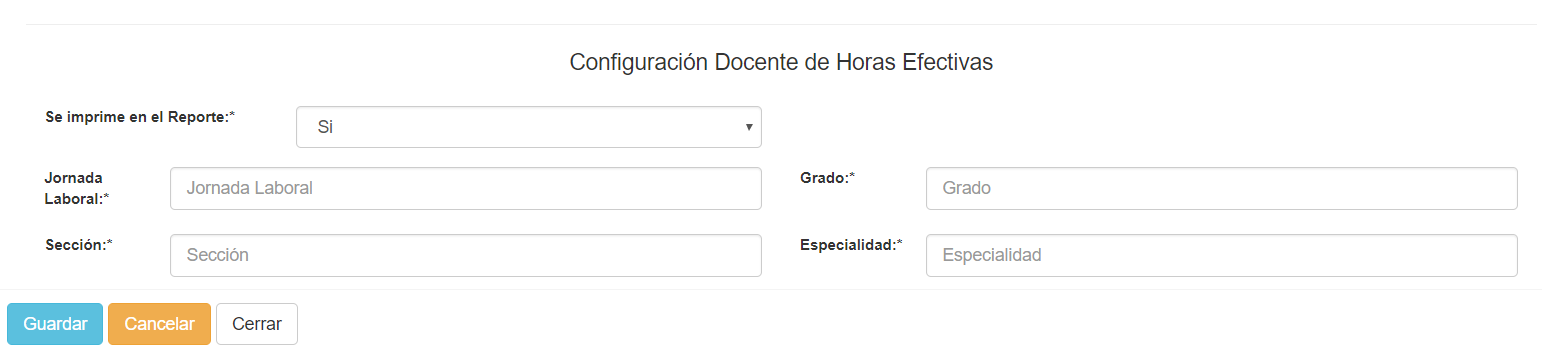 Configuración Docente de Horas Efectivas
Se imprime en el Reporte:*
Si
Jornada
Laboral:*
Jornada Laboral
Grado:*
Grado
Sección:*
Sección
Especialidad:*
Especialidad
Guardar
Cancelar
Cerrar